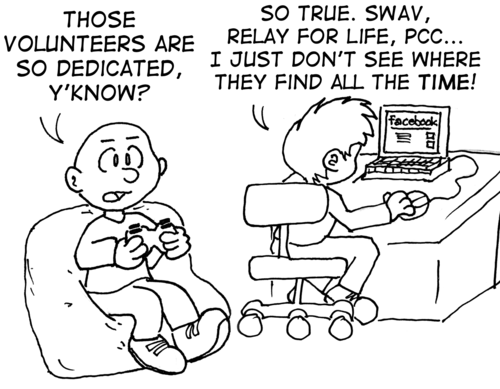 THOSE
VOLUNTEERS ARE
SO DEDICATED,
Y'KNOW?
SO TRUE. SWAV,
RELAY FOR LIFE, PCC...
I JUST DON'T SEE WHERE
THEY FIND ALL THE TIME!
facebook